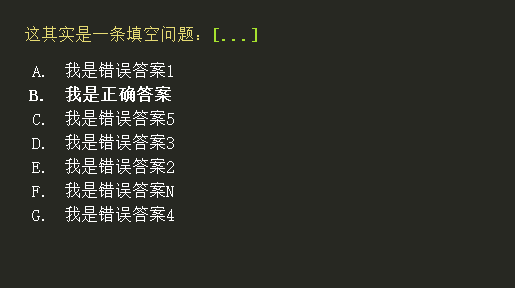 这其实是一条填空问题：[...]
A. 我是错误答案1
B. 我是正确答案
C. 我是错误答案5
D. 我是错误答案3
E. 我是错误答案2
F. 我是错误答案N
G. 我是错误答案4